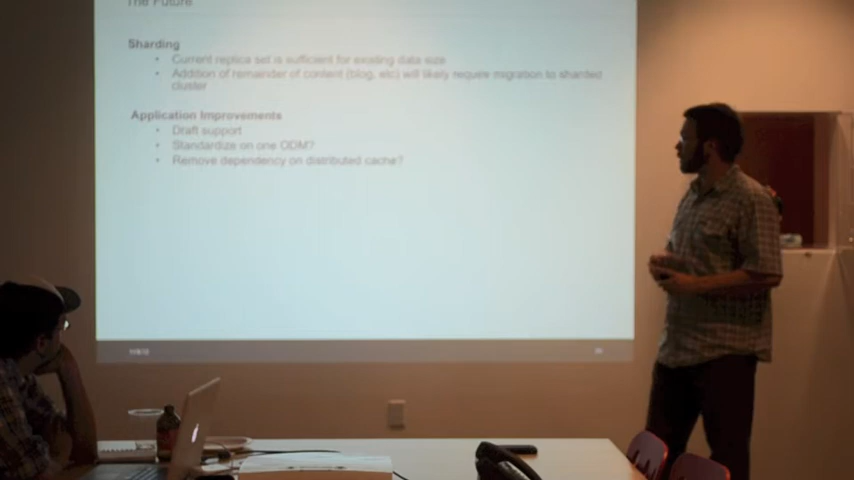 The Future
Sharding
• Current replica set is sufficient for existing data size
• Addition of remainder of content (blog, etc) will likely require migration to sharded
cluster
Application Improvements
• Draft support
• Standardize on one ODM?
• Remove dependency on distributed cache?